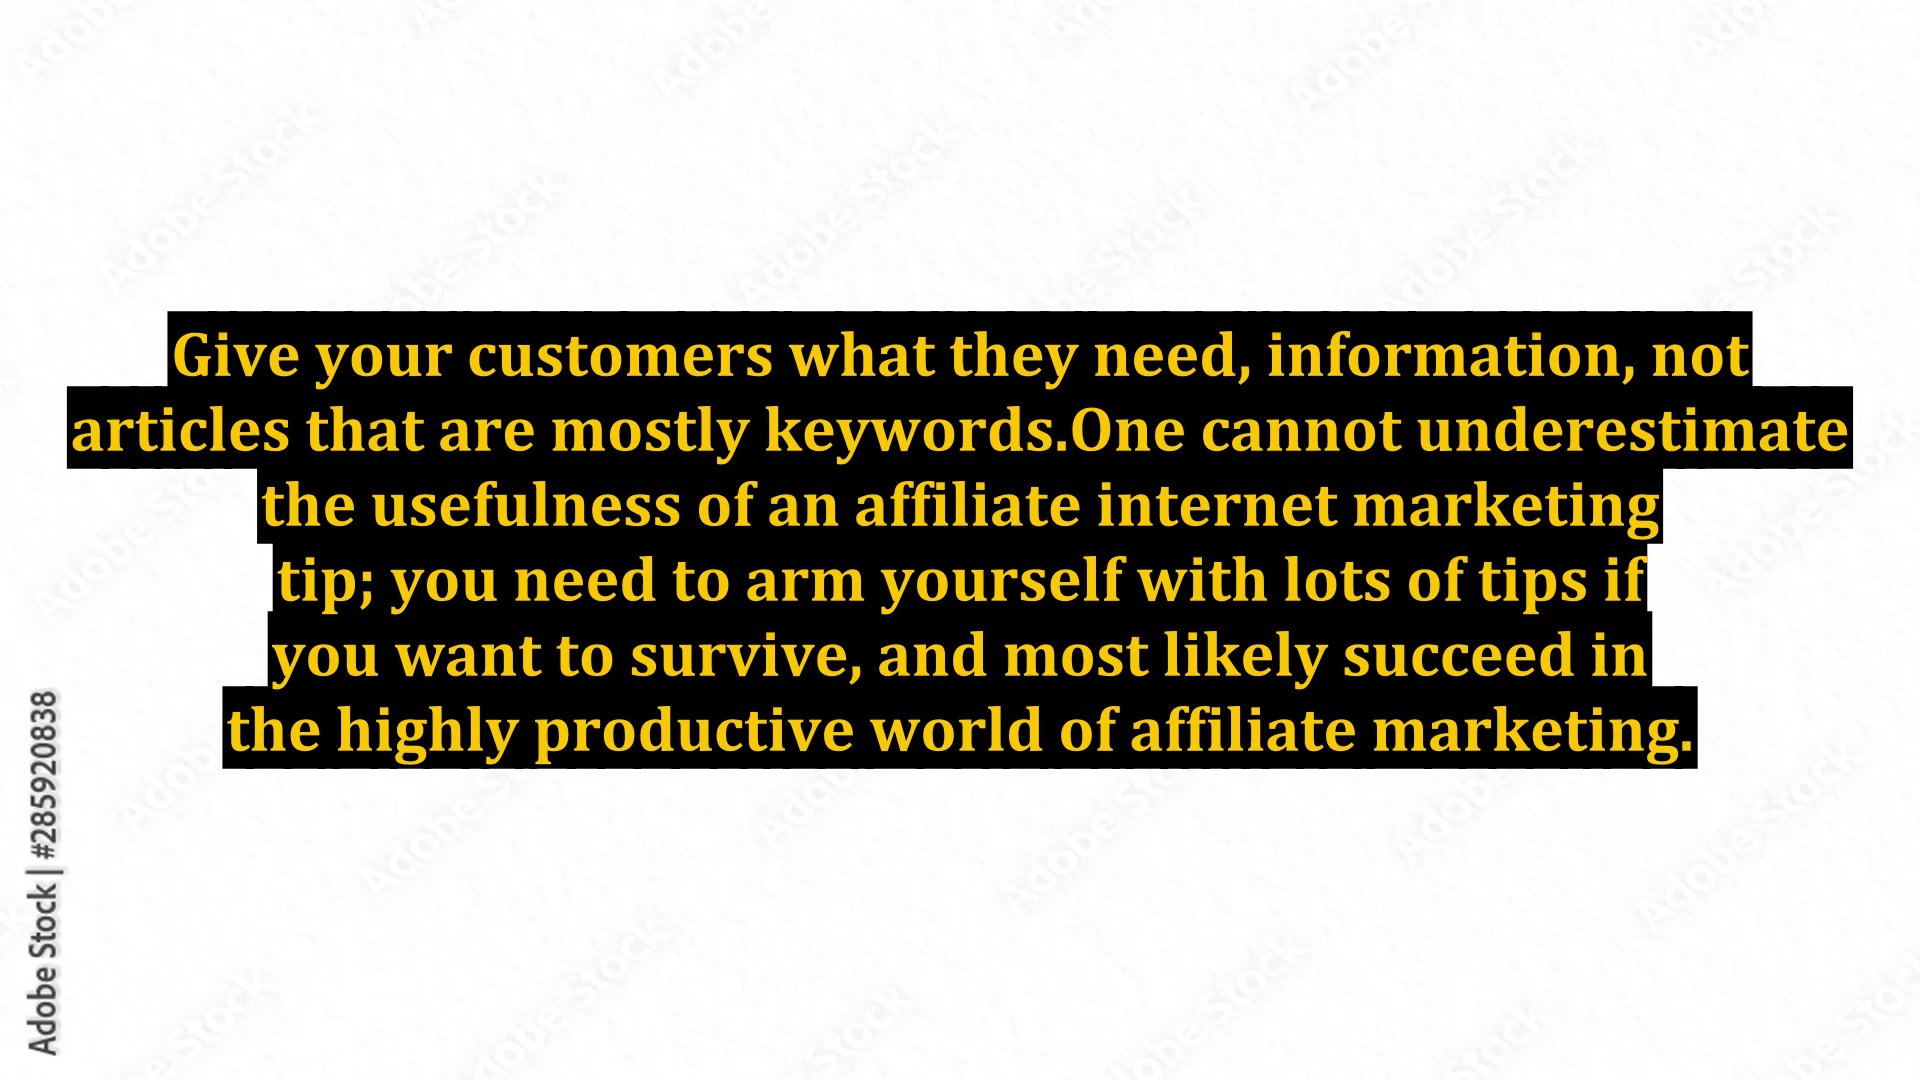 Give your customers what they need, information, not
articles that are mostly keywords.One cannot underestimate
the usefulness of an affiliate internet marketing
tip; you need to arm yourself with lots of tips if
you want to survive, and most likely succeed in
the highly productive world of affiliate marketing.
Adobe Stock | #285920838